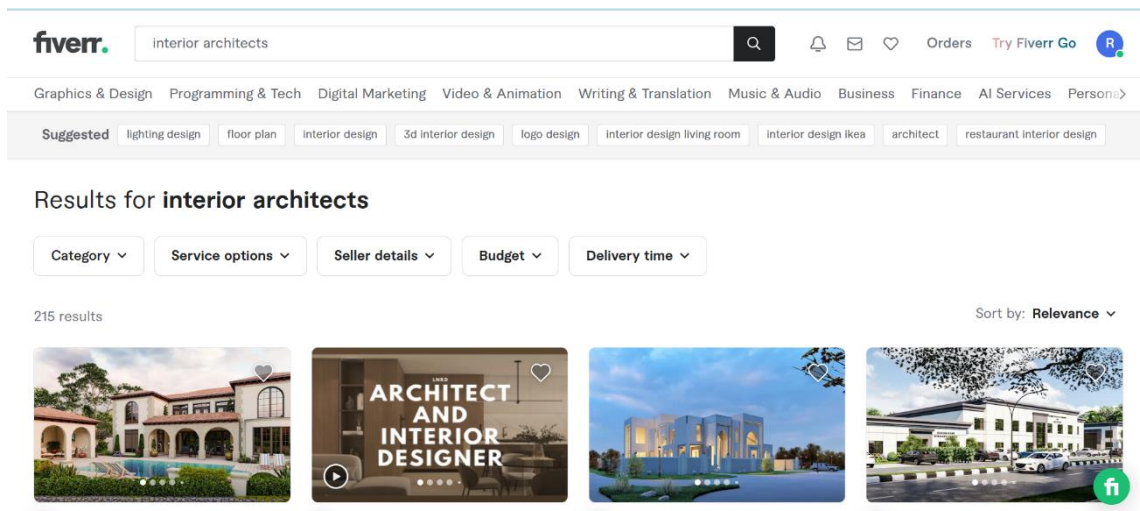 fiverr.
interior architects
Orders
Try Fiverr Go
R
Graphics & Design Programming & Tech Digital Marketing Video & Animation Writing & Translation Music & Audio Business Finance AI Services Persona
Suggested lighting design floor plan interior design 3d interior design logo design interior design living room interior design ikea architect restaurant interior design
Results for interior architects
Category Service options Seller details Budget Delivery time
215 results
Sort by: Relevance
ARCHITECT
AND
INTERIOR
DESIGNER
fi